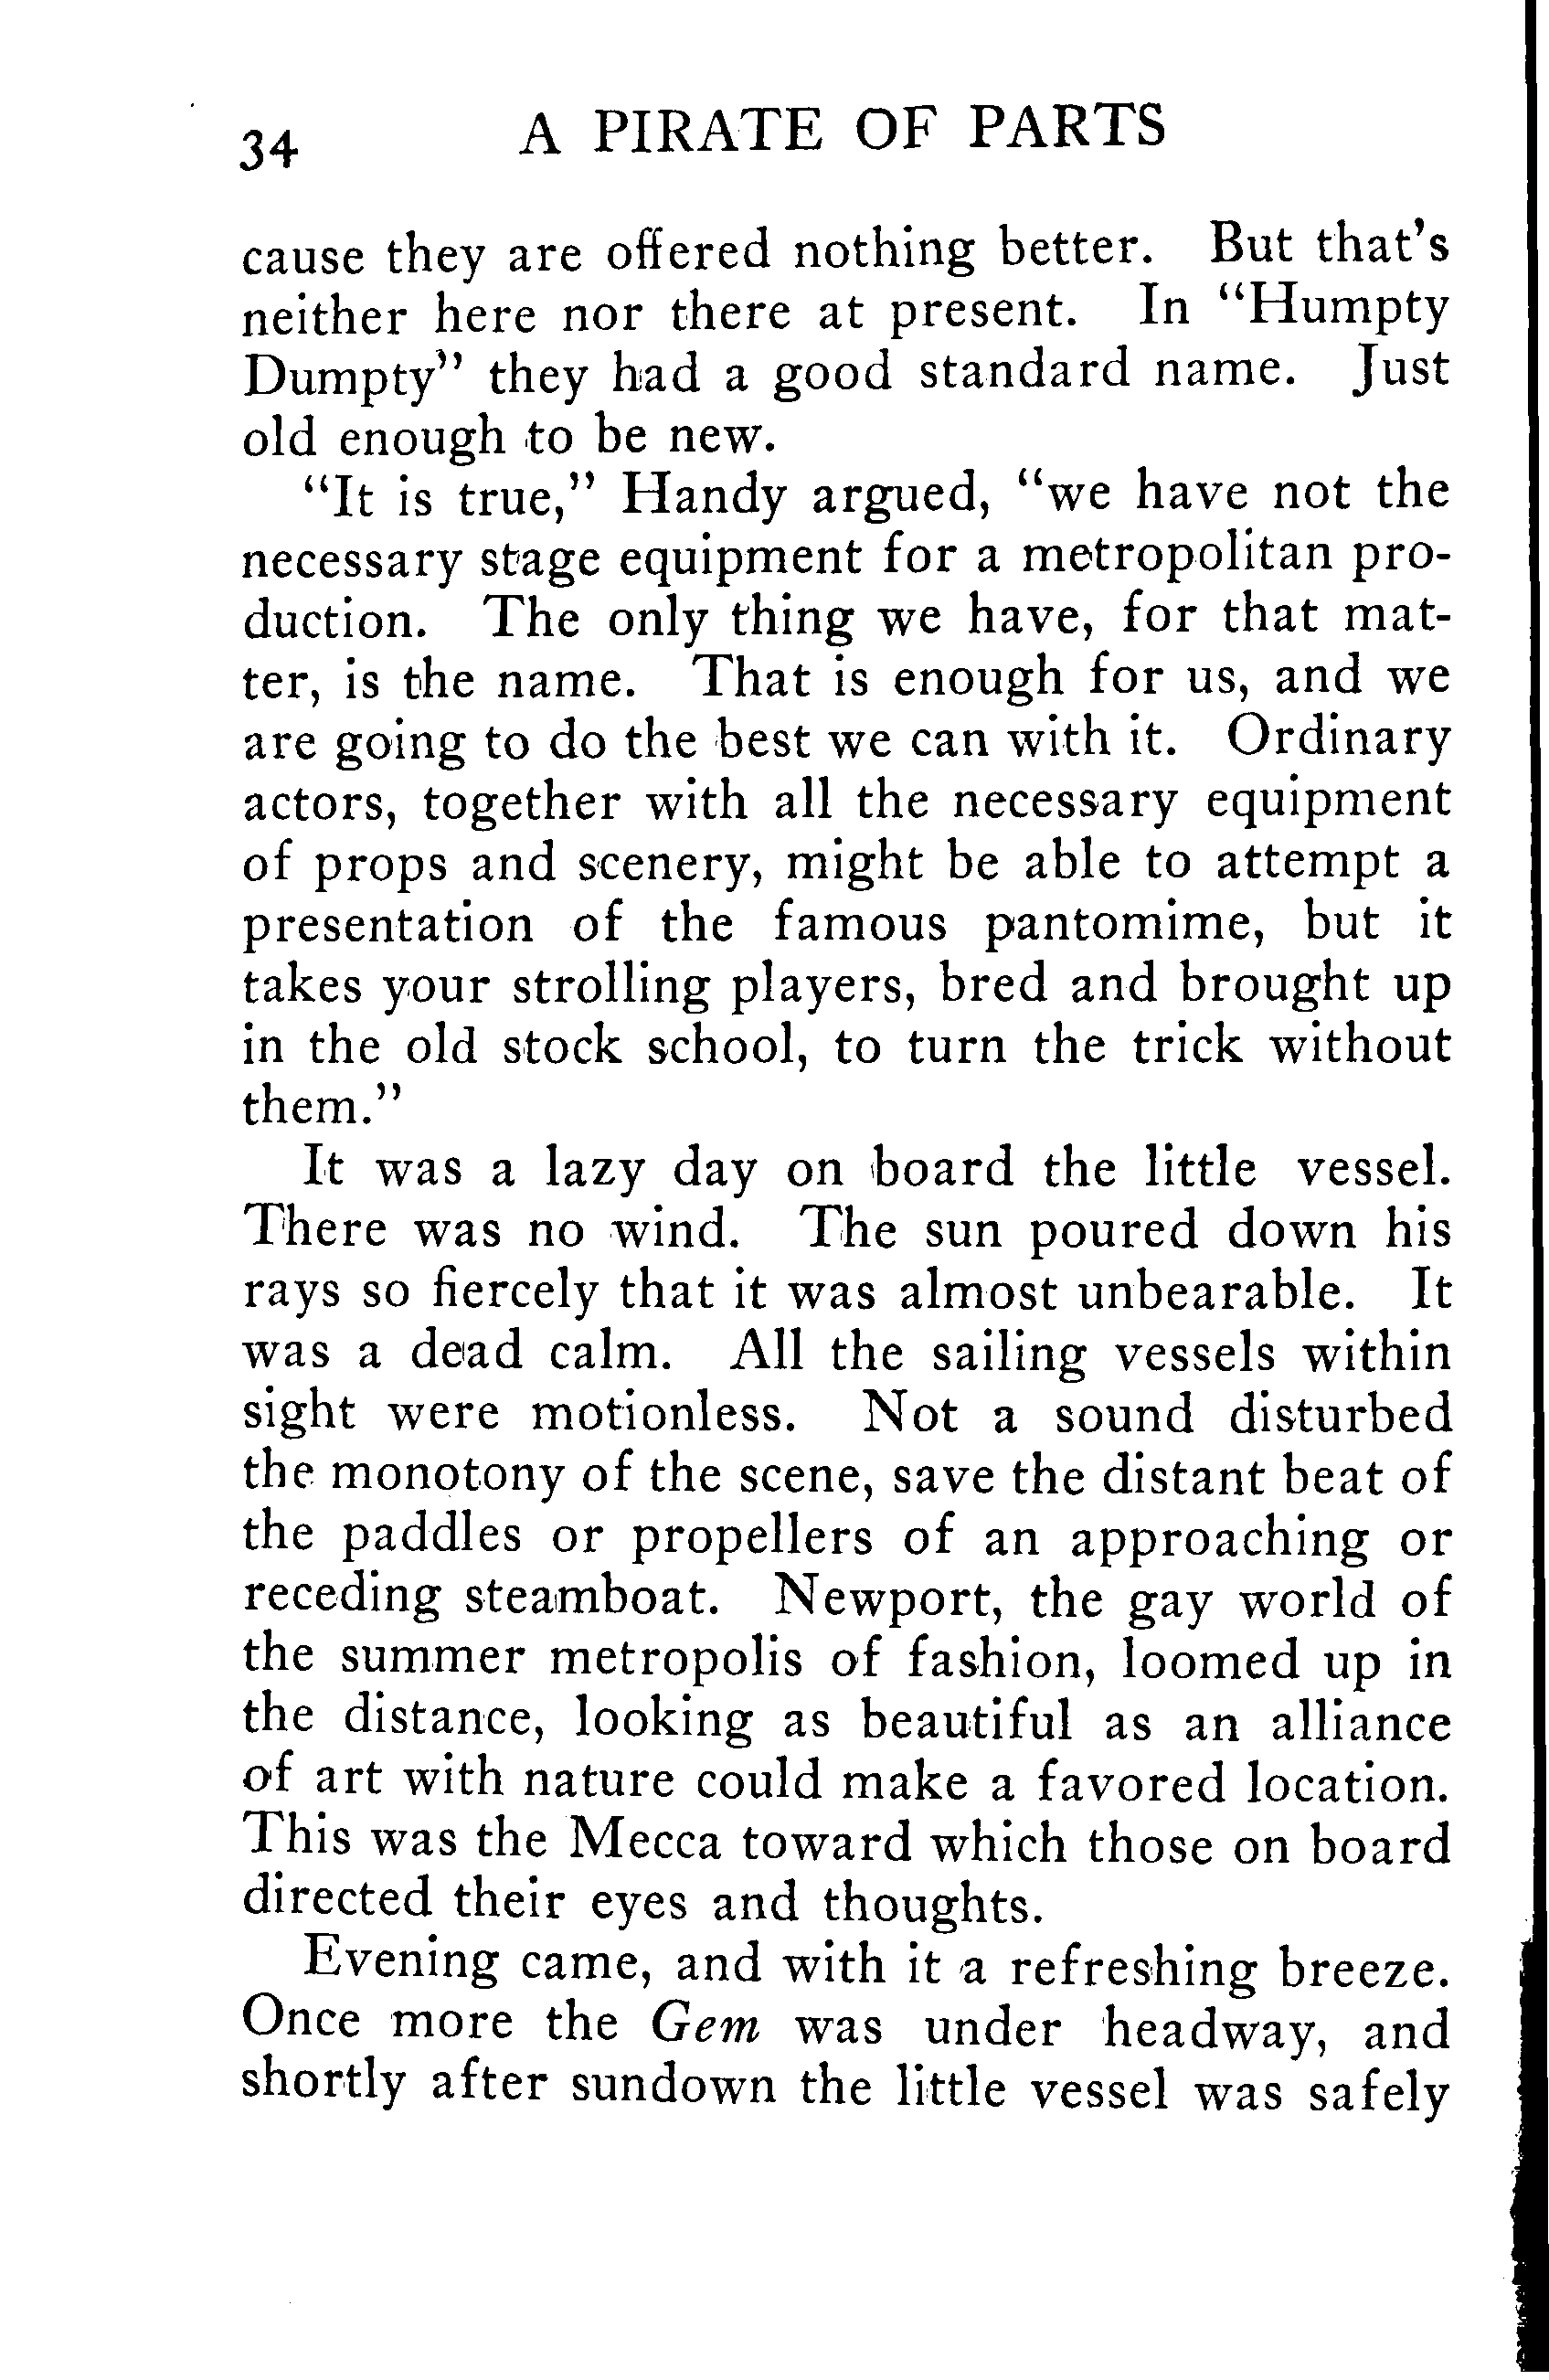 34 A PIRATE OF PARTS
cause they are offered nothing better. But that's
neither here nor there at present. In "Humpty
Dumpty" they had a good standard name. Just
old enough to be new.
"It is true," Handy argued, "we have not the
necessary stage equipment for a metropolitan pro-
duction. The only thing we have, for that mat-
ter, is the name. That is enough for us, and we
are going to do the best we can with it. Ordinary
actors, together with all the necessary equipment
of props and scenery, might be able to attempt a
presentation of the famous pantomime, but it
takes your strolling players, bred and brought up
in the old stock school, to turn the trick without
them."
It was a lazy day on board the little vessel.
There was no wind. The sun poured down his
rays so fiercely that it was almost unbearable. It
was a dead calm. All the sailing vessels within
sight were motionless. Not a sound disturbed
the monotony of the scene, save the distant beat of
the paddles or propellers of an approaching or
receding steamboat. Newport, the gay world of
the summer metropolis of fashion, loomed up in
the distance, looking as beautiful as an alliance
of art with nature could make a favored location.
This was the Mecca toward which those on board
directed their eyes and thoughts.
Evening came, and with it a refreshing breeze.
Once more the Gem was under headway, and
shortly after sundown the little vessel was safely